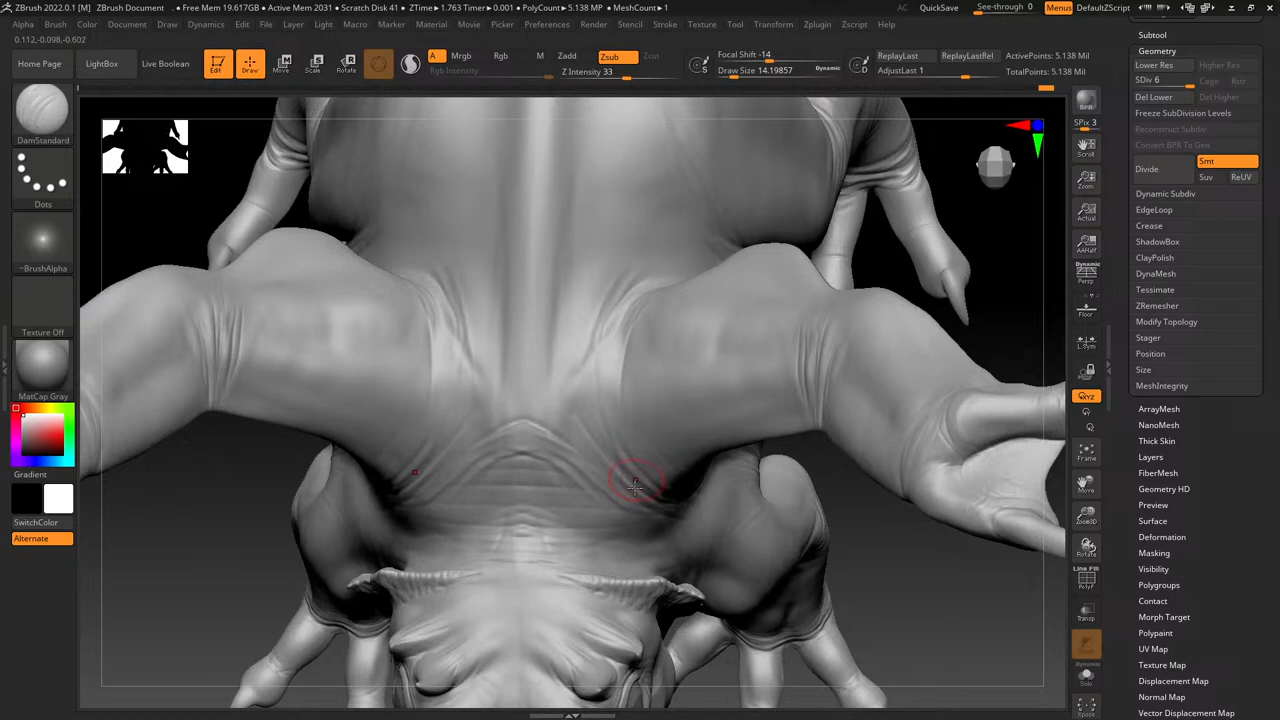 ZBrush 2022.0.1 [M]   ZBrush Document   . • Free Mem 19.617GB • Active Mem 2031 • Scratch Disk 41 • ZTime▸1.763 Timer▸0.001 • PolyCount▸5.138 MP • MeshCount▸1   AC   QuickSave   See-through 0   Menus   DefaultZScript
Alpha Brush Color Document Draw Dynamics Edit File Layer Light Macro Marker Material Movie Picker Preferences Render Stencil Stroke Texture Tool Transform Zplugin Zscript Help
0.112,-0.098,-0.602
Home Page
LightBox
Live Boolean
Edit
Draw
Move
Scale
Rotate
A
Mrgb
Rgb
M
Zadd
Zsub
Zcut
Rgb Intensity
Z Intensity 33
S
Focal Shift -14
Draw Size 14.19857
Dynamic
D
ReplayLast
ReplayLastRel
AdjustLast 1
ActivePoints: 5.138 Mil
TotalPoints: 5.138 Mil
DamStandard
Dots
~BrushAlpha
Texture Off
MatCap Gray
Gradient
SwitchColor
Alternate
BPR
SPix 3
Scroll
Zoom
Actual
AAHalf
Dynamic
Persp
Floor
L.Sym
XYZ
Frame
Move
Zoom3D
Rotate
Line Fill
PolyF
Transp
Dynamic
Solo
Xpose
Subtool
Geometry
Lower Res
Higher Res
SDiv 6
Cage
Rstr
Del Lower
Del Higher
Freeze SubDivision Levels
Reconstruct Subdiv
Convert BPR To Geo
Divide
Smt
Suv
ReUV
Dynamic Subdiv
EdgeLoop
Crease
ShadowBox
ClayPolish
DynaMesh
Tessimate
ZRemesher
Modify Topology
Stager
Position
Size
MeshIntegrity
ArrayMesh
NanoMesh
Thick Skin
Layers
FiberMesh
Geometry HD
Preview
Surface
Deformation
Masking
Visibility
Polygroups
Contact
Morph Target
Polypaint
UV Map
Texture Map
Displacement Map
Normal Map
Vector Displacement Map